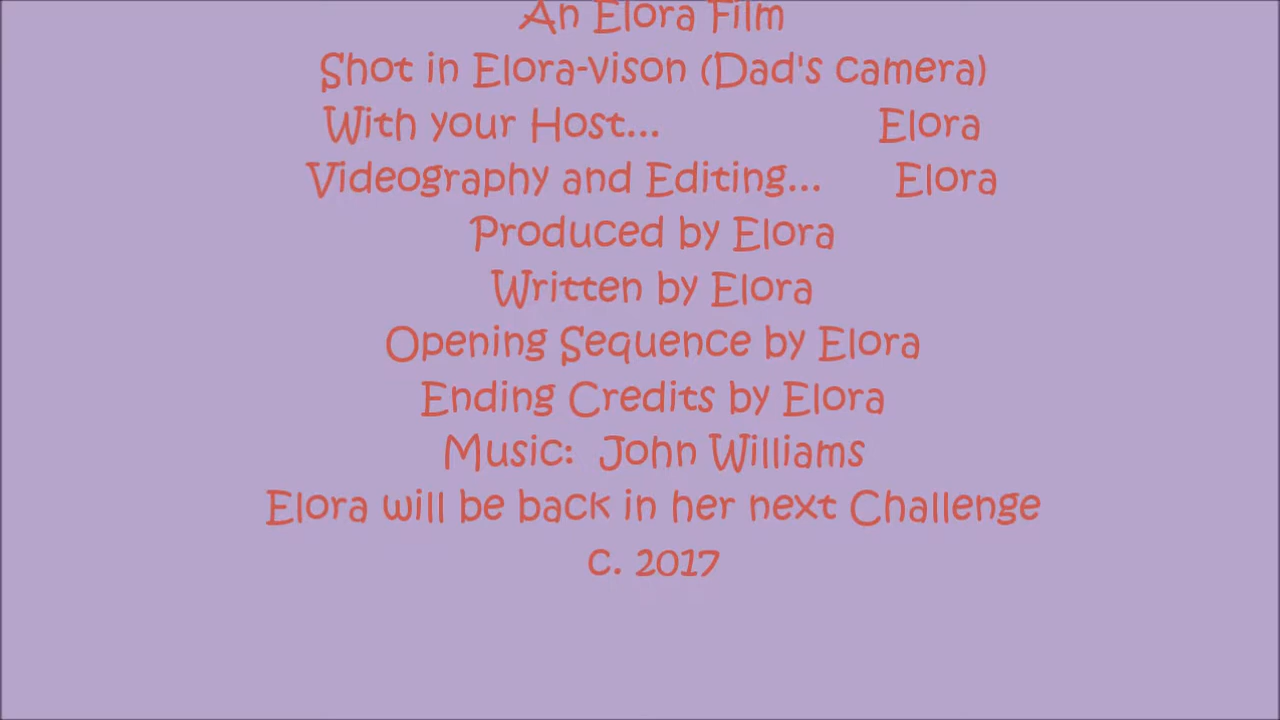 An Elora Film
Shot in Elora-vison (Dad's camera)
With your Host... Elora
Videography and Editing... Elora
Produced by Elora
Written by Elora
Opening Sequence by Elora
Ending Credits by Elora
Music: John Williams
Elora will be back in her next Challenge
c. 2017